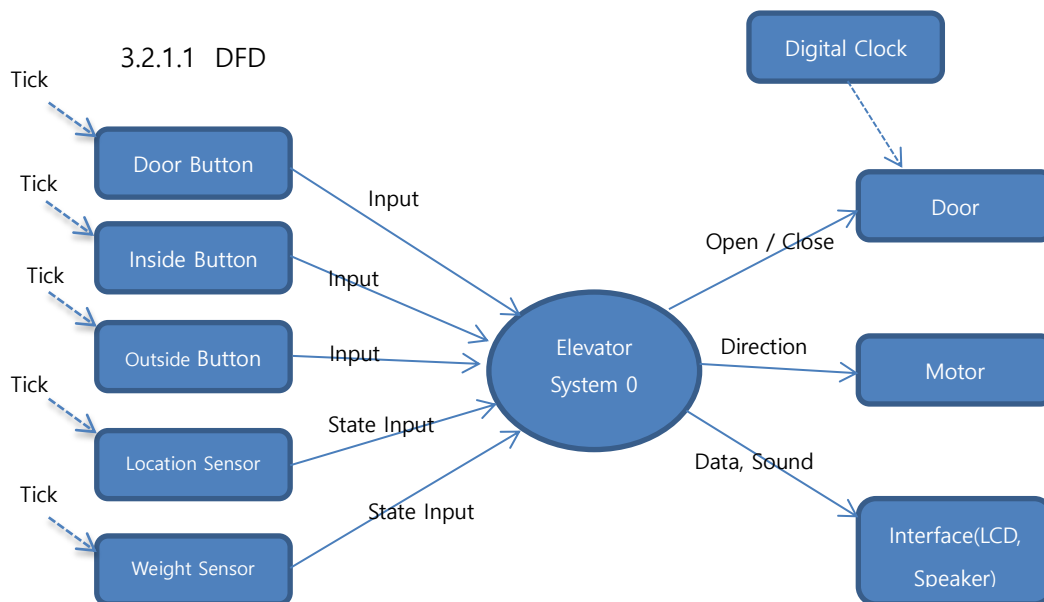 3.2.1.1 DFD
Digital Clock
Tick
Door Button
Tick
Inside Button
Tick
Outside Button
Tick
Location Sensor
Tick
Weight Sensor
Input
Input
Input
State Input
State Input
Elevator
System 0
Open / Close
Direction
Data, Sound
Door
Motor
Interface(LCD,
Speaker)